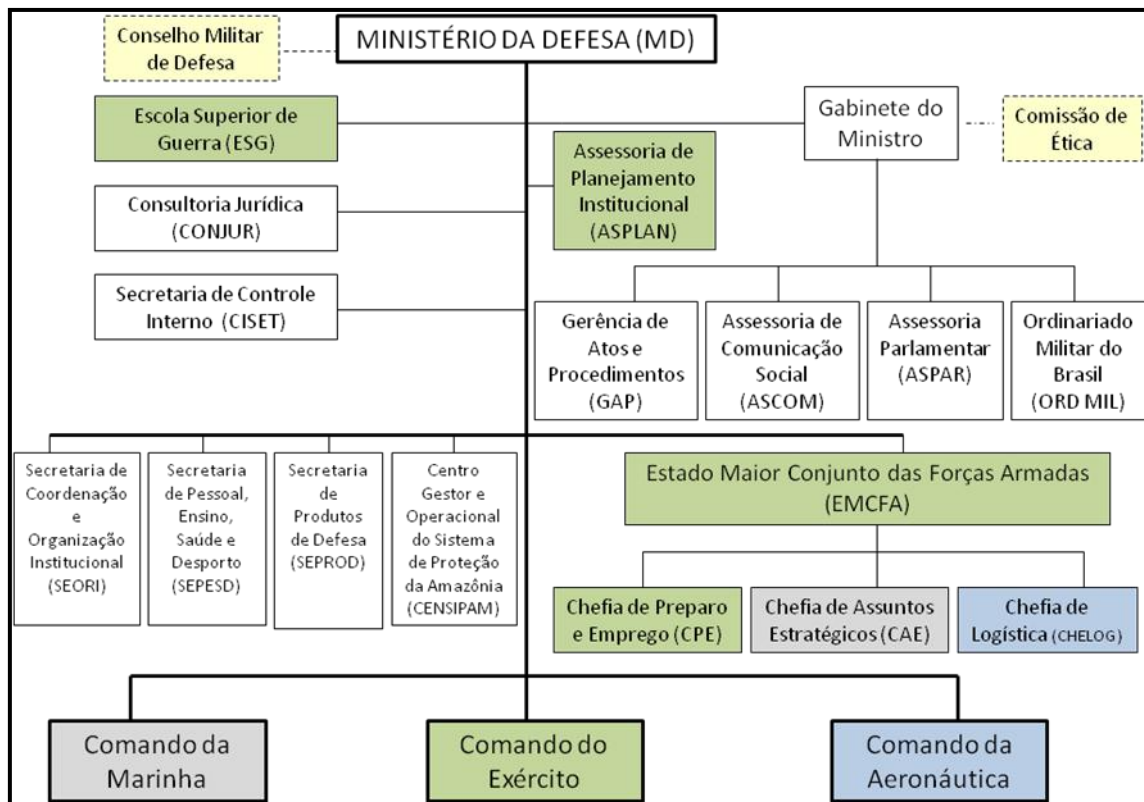 Conselho Militar
de Defesa
MINISTÉRIO DA DEFESA (MD)
Escola Superior de
Guerra (ESG)
Gabinete do
Ministro
Comissão de
Ética
Assessoria de
Planejamento
Institucional
(ASPLAN)
Consultoria Jurídica
(CONJUR)
Secretaria de Controle
Interno (CISET)
Gerência de
Atos e
Procedimentos
(GAP)
Assessoria de
Comunicação
Social
(ASCOM)
Assessoria
Parlamentar
(ASPAR)
Ordinariado
Militar do
Brasil
(ORD MIL)
Secretaria de
Coordenação
e
Organização
Institucional
(SEORI)
Secretaria
de Pessoal,
Ensino,
Saúde e
Desporto
(SEPESD)
Secretaria
de
Produtos
de Defesa
(SEPROD)
Centro
Gestor e
Operacional
do Sistema
de Proteção
da Amazônia
(CENSIPAM)
Estado Maior Conjunto das Forças Armadas
(EMCFA)
Chefia de Preparo
e Emprego (CPE)
Chefia de Assuntos
Estratégicos (CAE)
Chefia de
Logística (CHELOG)
Comando da
Marinha
Comando do
Exército
Comando da
Aeronáutica